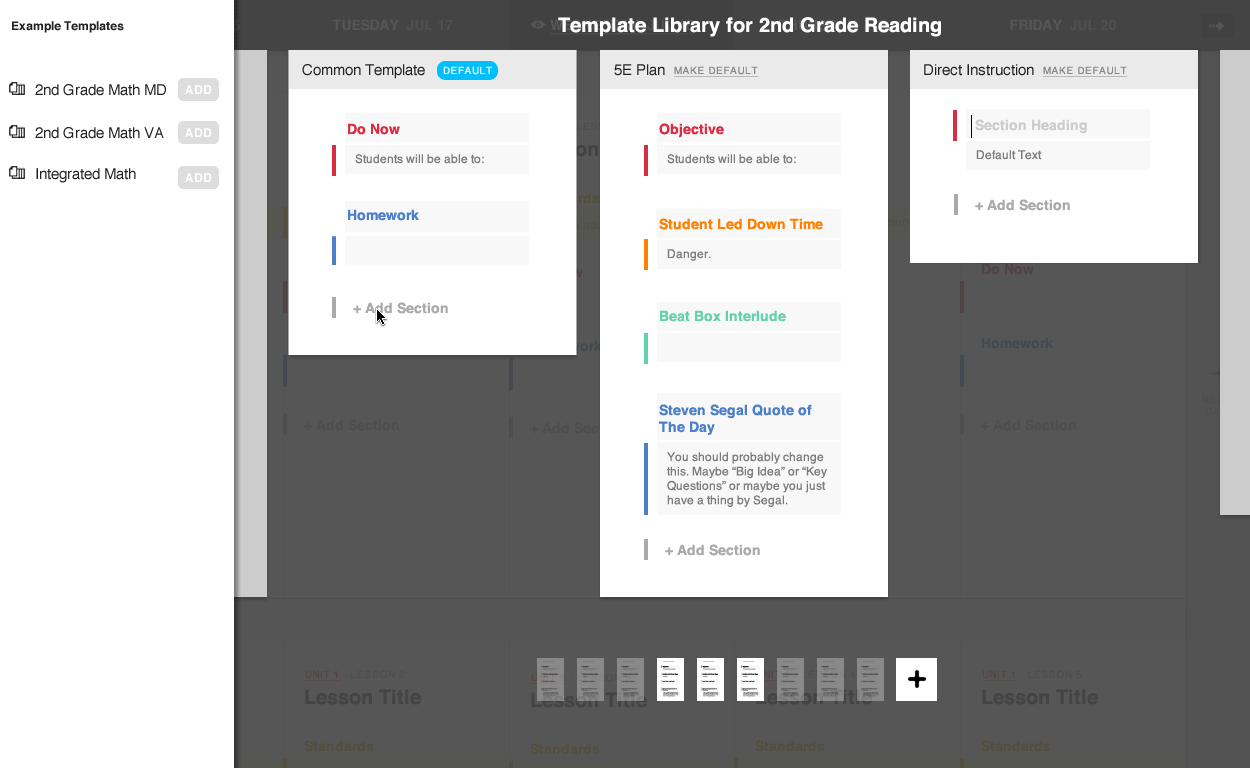 Example Templates
2nd Grade Math MD ADD
2nd Grade Math VA ADD
Integrated Math ADD
TUESDAY JUL 17
FRIDAY JUL 20
Template Library for 2nd Grade Reading
Common Template DEFAULT
Do Now
Students will be able to:
Homework
+ Add Section
5E Plan MAKE DEFAULT
Objective
Students will be able to:
Student Led Down Time
Danger.
Beat Box Interlude
Steven Segal Quote of
The Day
You should probably change
this. Maybe “Big Idea” or “Key
Questions” or maybe you just
have a thing by Segal.
+ Add Section
Direct Instruction MAKE DEFAULT
Section Heading
Default Text
+ Add Section
Do Now
Homework
+ Add Section
+ Add Sec
+ Add Section
UNIT 1 · LESSON 2
Lesson Title
Standards
Lesson Title
Standards
Lesson Title
Standards
UNIT 1 · LESSON 5
Lesson Title
Standards